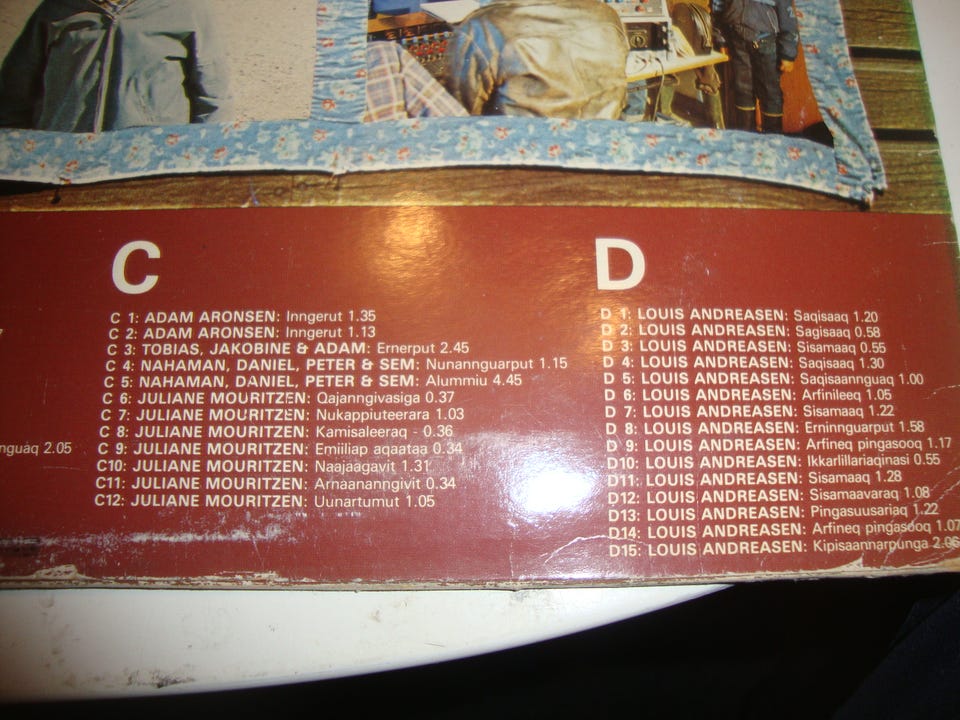 nguaq 2.05
C
C 1: ADAM ARONSEN: Inngerut 1.35
C 2: ADAM ARONSEN: Inngerut 1.13
C 3: TOBIAS, JAKOBINE & ADAM: Ernerput 2.45
C 4: NAHAMAN, DANIEL, PETER & SEM: Nunannguarput 1.15
C 5: NAHAMAN, DANIEL, PETER & SEM: Alummiu 4.45
C 6: JULIANE MOURITZEN: Qajanngivasiga 0.37
C 7: JULIANE MOURITZEN: Nukappiuteerara 1.03
C 8: JULIANE MOURITZEN: Kamisaleeraq - 0.36
C 9: JULIANE MOURITZEN: Emiiliap aqaataa 0.34
C10: JULIANE MOURITZEN: Naajaagavit 1.31
C11: JULIANE MOURITZEN: Arnaananngivit 0.34
C12: JULIANE MOURITZEN: Uunartumut 1.05
D
D 1: LOUIS ANDREASEN: Saqisaaq 1.20
D 2: LOUIS ANDREASEN: Sagisaaq 0.58
D 3: LOUIS ANDREASEN: Sisamaaq 0.55
D 4: LOUIS ANDREASEN: Saqisaaq 1.30
D 5: LOUIS ANDREASEN: Saqisaannguaq 1.00
D 6: LOUIS ANDREASEN: Arfinileeq 1.05
D 7: LOUIS ANDREASEN: Sisamaaq 1.22
D 8: LOUIS ANDREASEN: Erninnguarput 1.58
D 9: LOUIS ANDREASEN: Arfineq pingasooq 1.17
D10: LOUIS ANDREASEN: Ikkarlillariaqinasi 0.55
D11: LOUIS ANDREASEN: Sisamaaq 1.28
D12: LOUIS ANDREASEN: Sisamaavaraq 1.08
D13: LOUIS ANDREASEN: Pingasuusariaq 1.22
D14: LOUIS ANDREASEN: Arfineq pingasooq 1.07
D15: LOUIS ANDREASEN: Kipisaannarpunga 2.06